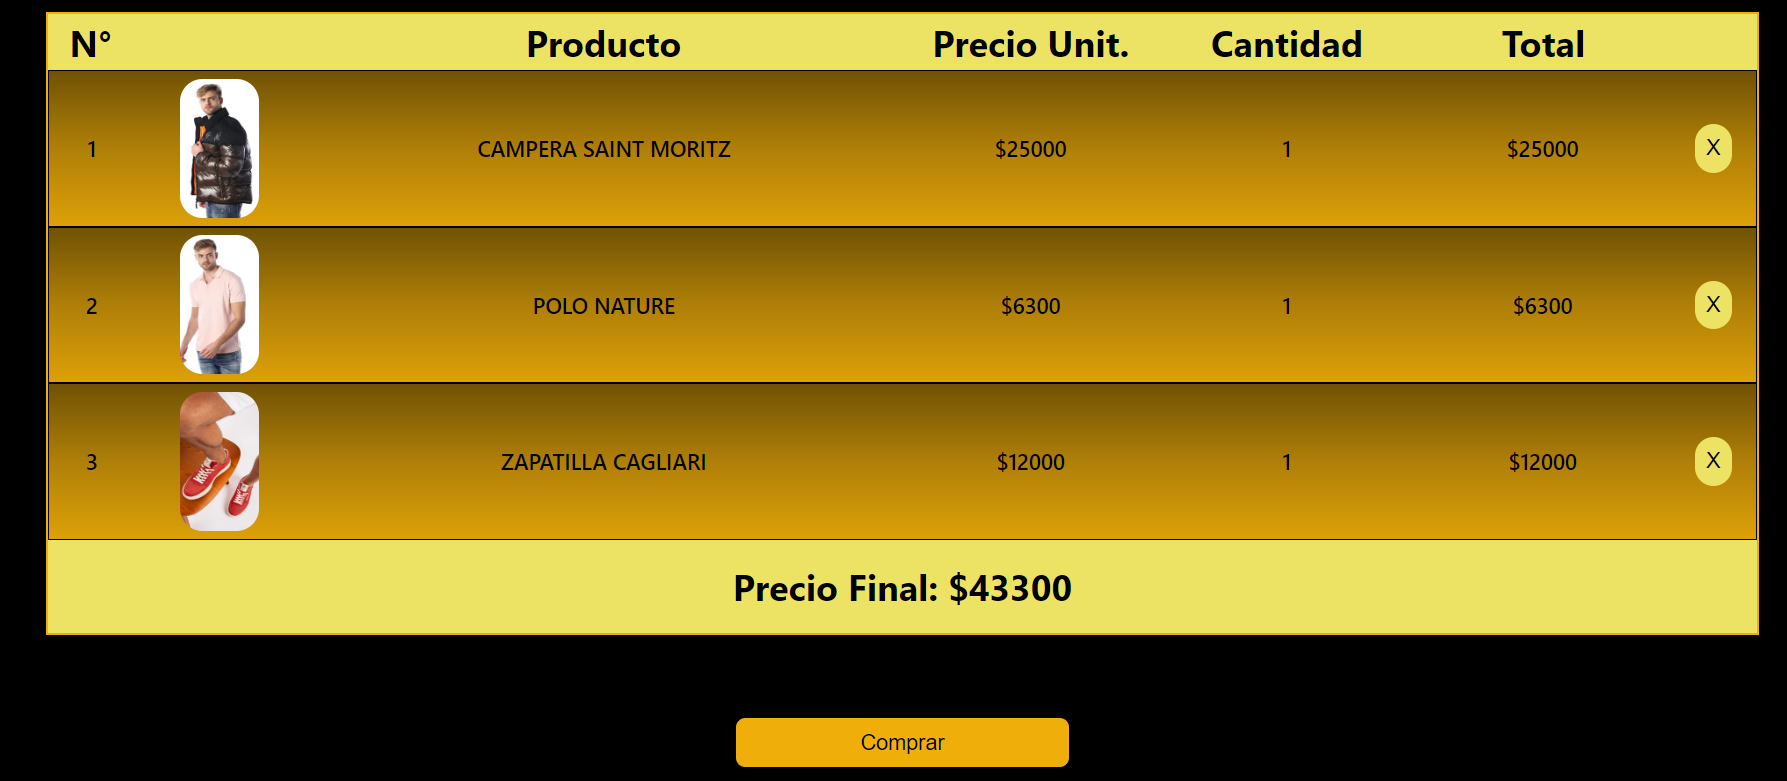 N° Producto Precio Unit. Cantidad Total
1 CAMPERA SAINT MORITZ $25000 1 $25000 X
2 POLO NATURE $6300 1 $6300 X
3 ZAPATILLA CAGLIARI $12000 1 $12000 X
Precio Final: $43300
Comprar